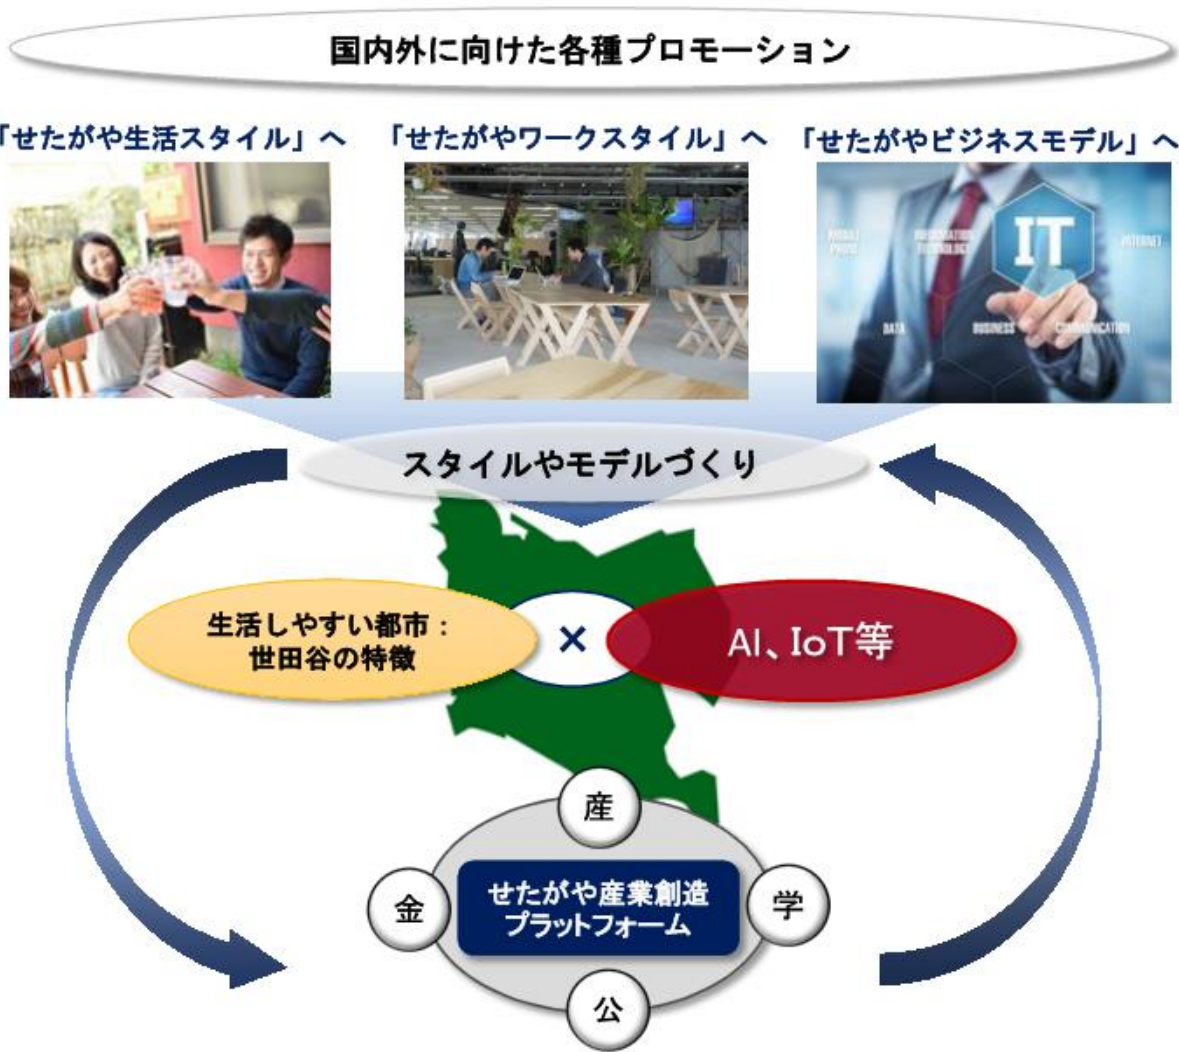 国内外に向けた各種プロモーション
「せたがや生活スタイル」へ
「せたがやワークスタイル」へ
「せたがやビジネスモデル」へ
MOBILE
PHONE
INFORMATION
TECHNOLOGY
IT
INTERNET
DATA
BUSINESS
COMMUNICATION
スタイルやモデルづくり
生活しやすい都市：
世田谷の特徴
×
AI、IoT等
産
金
せたがや産業創造
プラットフォーム
学
公